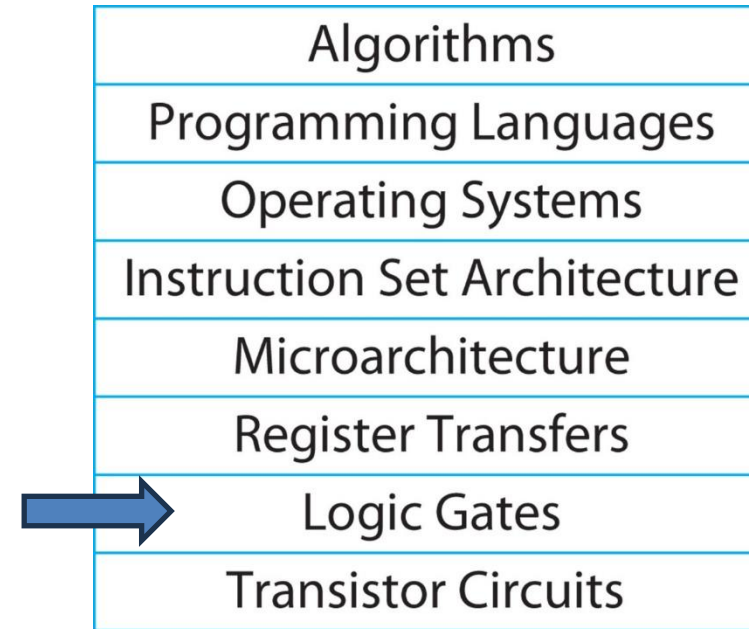 Algorithms
Programming Languages
Operating Systems
Instruction Set Architecture
Microarchitecture
Register Transfers
Logic Gates
Transistor Circuits